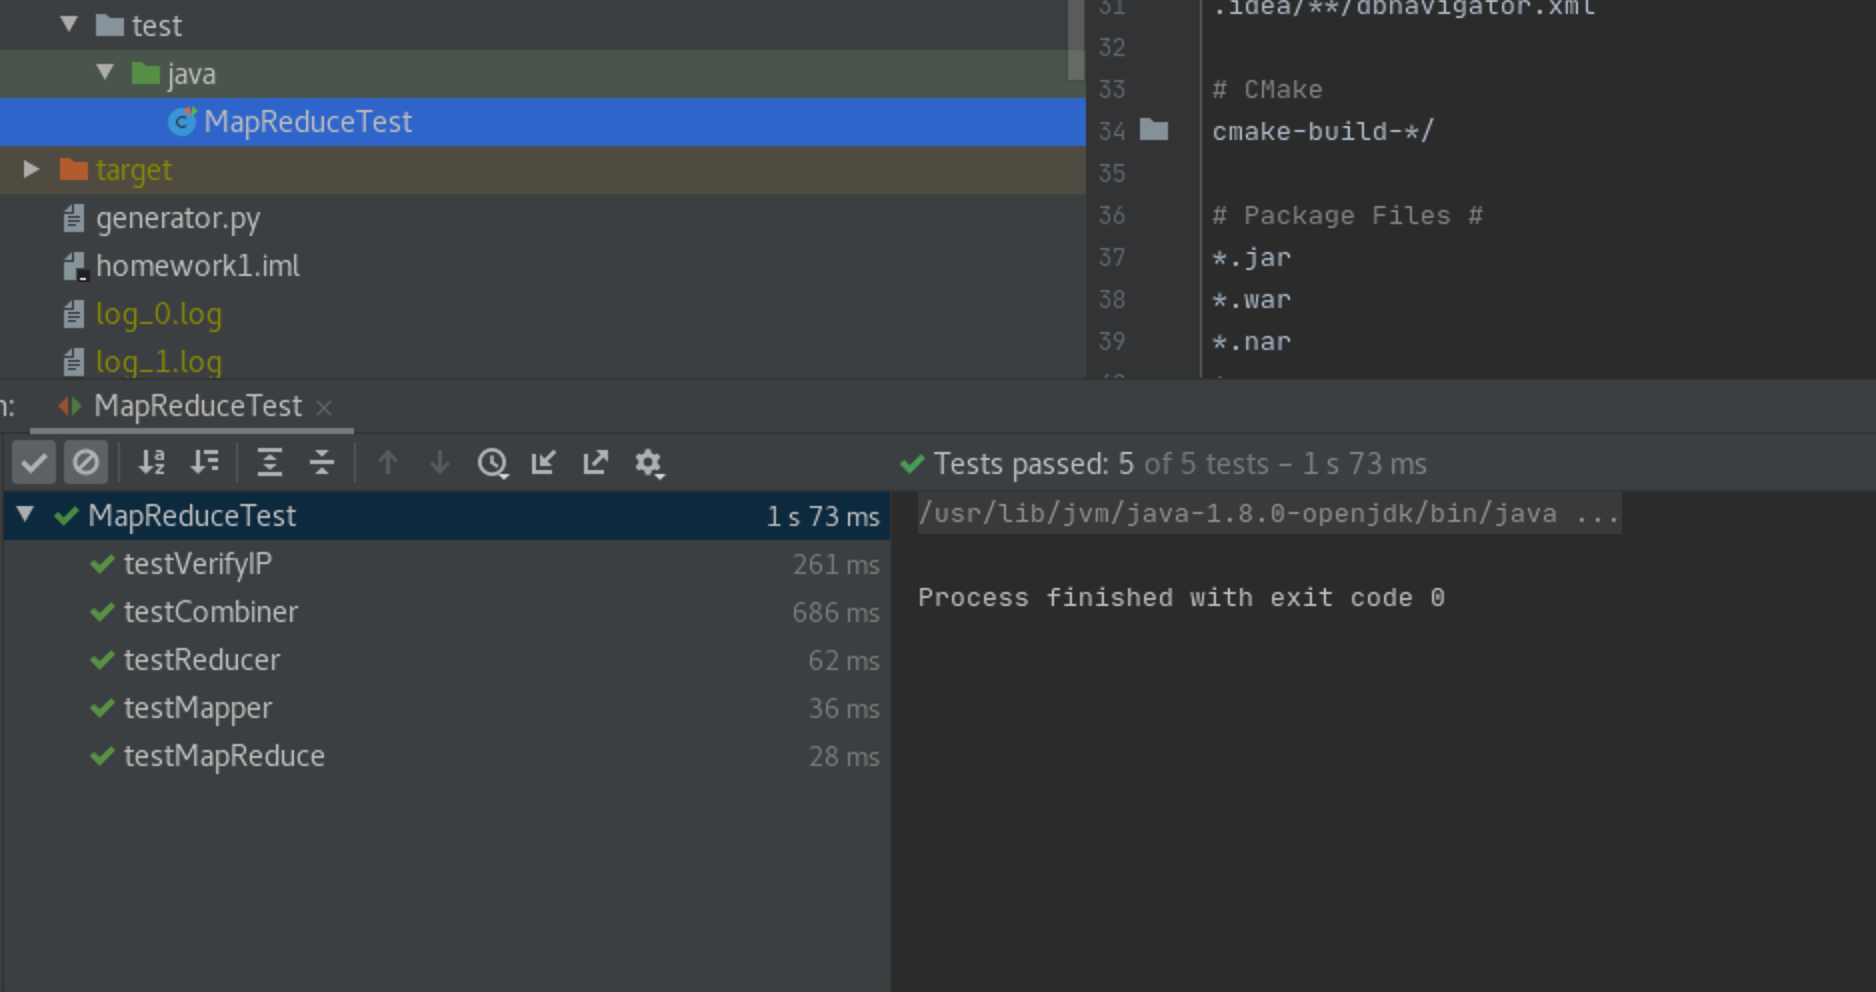 test
java
MapReduceTest
target
generator.py
homework1.iml
log_0.log
log_1.log
31 .idea/**/dbnavigator.xml
32
33 # CMake
34 cmake-build-*/
35
36 # Package Files #
37 *.jar
38 *.war
39 *.nar
n: MapReduceTest
Tests passed: 5 of 5 tests – 1 s 73 ms
MapReduceTest 1 s 73 ms
testVerifyIP 261 ms
testCombiner 686 ms
testReducer 62 ms
testMapper 36 ms
testMapReduce 28 ms
/usr/lib/jvm/java-1.8.0-openjdk/bin/java ...
Process finished with exit code 0